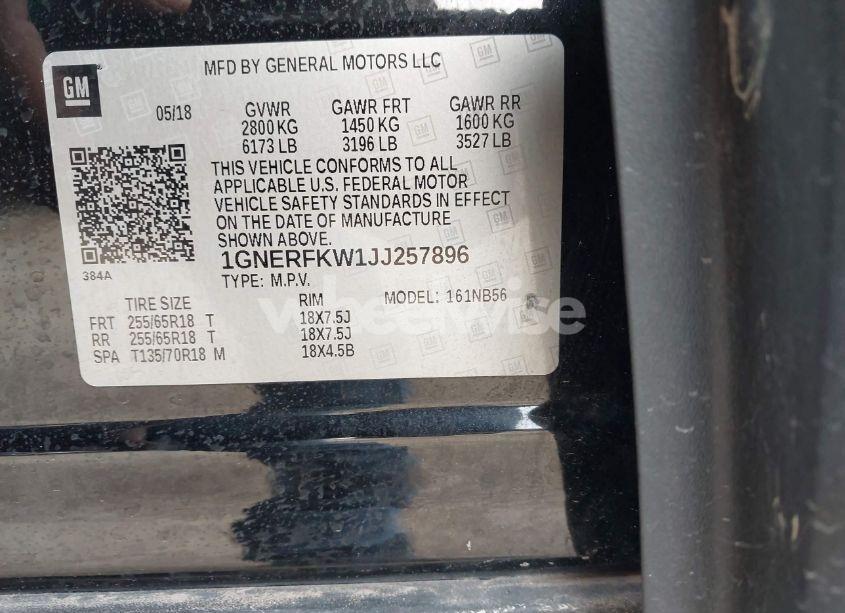 GM
MFD BY GENERAL MOTORS LLC
05/18 GVWR GAWR FRT GAWR RR
2800 KG 1450 KG 1600 KG
6173 LB 3196 LB 3527 LB
THIS VEHICLE CONFORMS TO ALL
APPLICABLE U.S. FEDERAL MOTOR
VEHICLE SAFETY STANDARDS IN EFFECT
ON THE DATE OF MANUFACTURE
SHOWN ABOVE.
384A
1GNERFKW1JJ257896
TYPE: M.P.V.
TIRE SIZE RIM MODEL: 161NB56
FRT 255/65R18 T 18X7.5J
RR 255/65R18 T 18X7.5J
SPA T135/70R18 M 18X4.5B
wheelwise